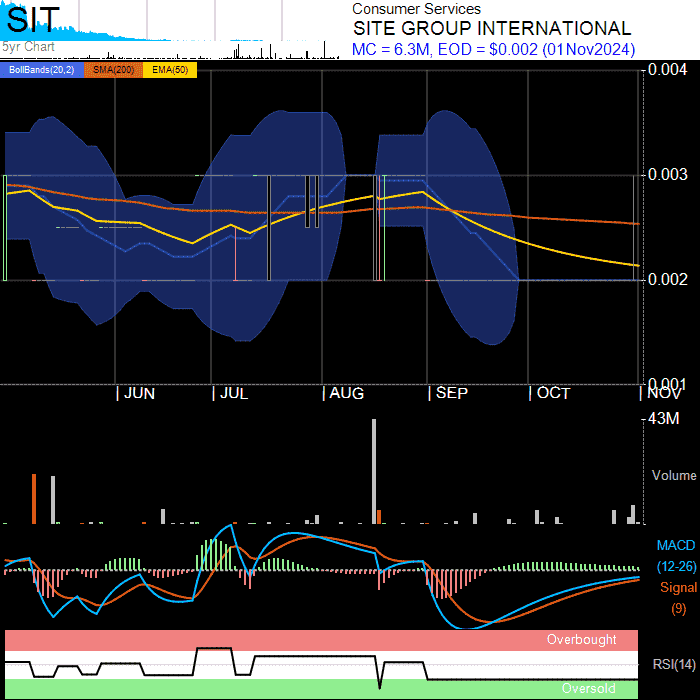 SIT
5yr Chart
Consumer Services
SITE GROUP INTERNATIONAL
MC = 6.3M, EOD = $0.002 (01Nov2024)
BollBands(20,2) SMA(200) EMA(50)
0.004
0.003
0.002
0.001
JUN JUL AUG SEP OCT NOV
43M
Volume
MACD
(12-26)
Signal
(9)
Overbought
RSI(14)
Oversold